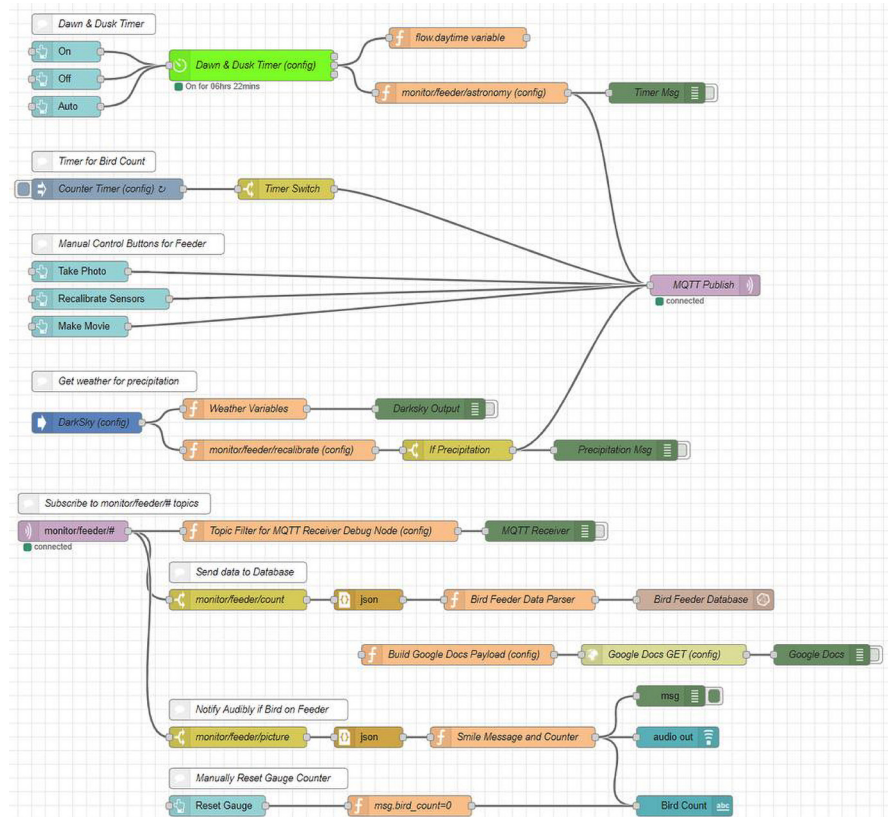 Dawn & Dusk Timer
On
Off
Auto
Dawn & Dusk Timer (config)
On for 06hrs 22mins
flow.daytime variable
monitor/feeder/astronomy (config)
Timer Msg
Timer for Bird Count
Counter Timer (config) ↻
Timer Switch
Manual Control Buttons for Feeder
Take Photo
Recalibrate Sensors
Make Movie
MQTT Publish
connected
Get weather for precipitation
DarkSky (config)
Weather Variables
Darksky Output
monitor/feeder/recalibrate (config)
If Precipitation
Precipitation Msg
Subscribe to monitor/feeder/# topics
monitor/feeder/#
connected
Topic Filter for MQTT Receiver Debug Node (config)
MQTT Receiver
Send data to Database
monitor/feeder/count
json
Bird Feeder Data Parser
Bird Feeder Database
Build Google Docs Payload (config)
Google Docs GET (config)
Google Docs
Notify Audibly if Bird on Feeder
monitor/feeder/picture
json
Smile Message and Counter
msg
audio out
Manually Reset Gauge Counter
Reset Gauge
msg.bird_count=0
Bird Count
abc